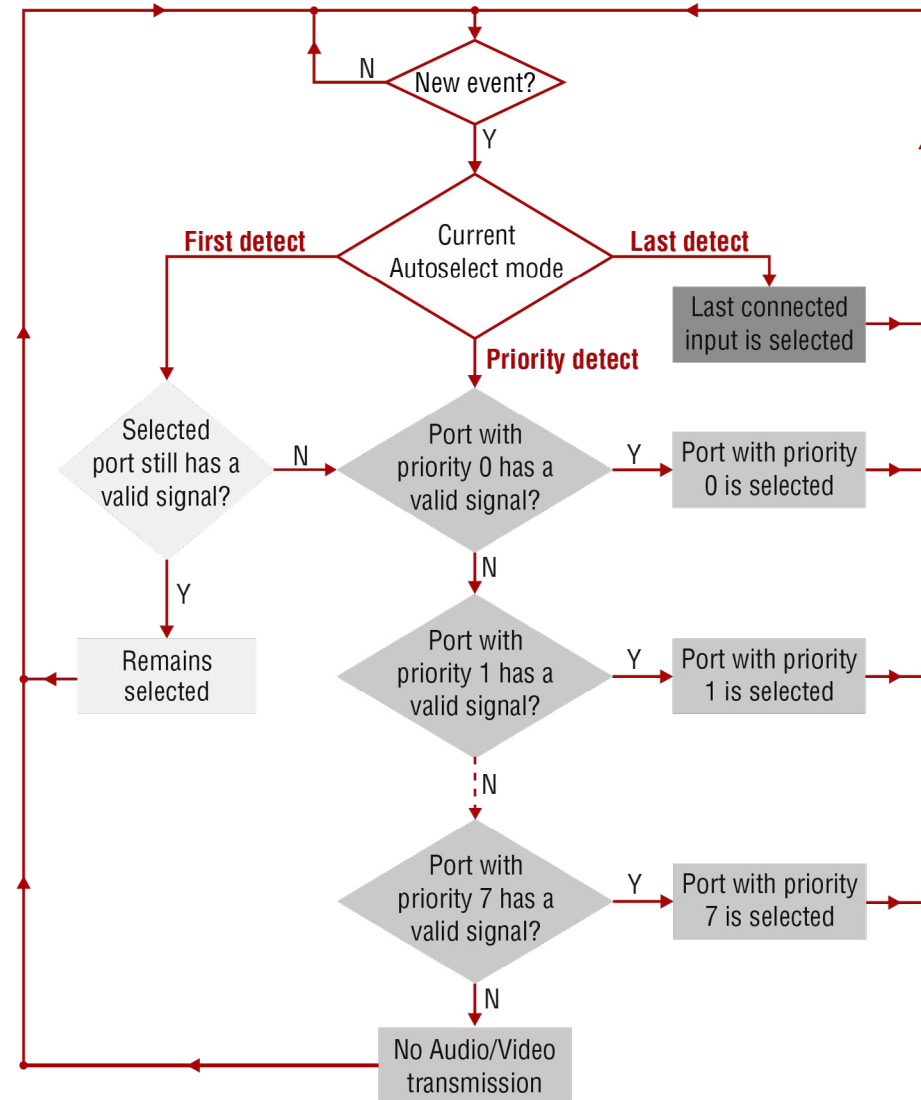 N
New event?
Y
First detect
Current
Autoselect mode
Last detect
Last connected
input is selected
Priority detect
Selected
port still has a
valid signal?
N
Port with
priority 0 has a
valid signal?
Y
Port with priority
0 is selected
Y
N
Remains
selected
Port with
priority 1 has a
valid signal?
Y
Port with priority
1 is selected
N
Port with
priority 7 has a
valid signal?
Y
Port with priority
7 is selected
N
No Audio/Video
transmission